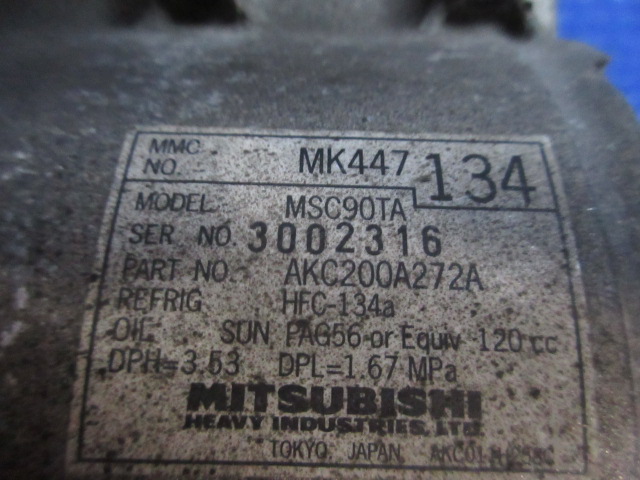 MMC
NO. MK447 134
MODEL MSC90TA
SER NO. 3002316
PART NO. AKC200A272A
REFRIG HFC-134a
OIL SUN PAG56 or Equiv 120 cc
DPH=3.53 DPL=1.67 MPa
MITSUBISHI
HEAVY INDUSTRIES, LTD.
TOKYO, JAPAN